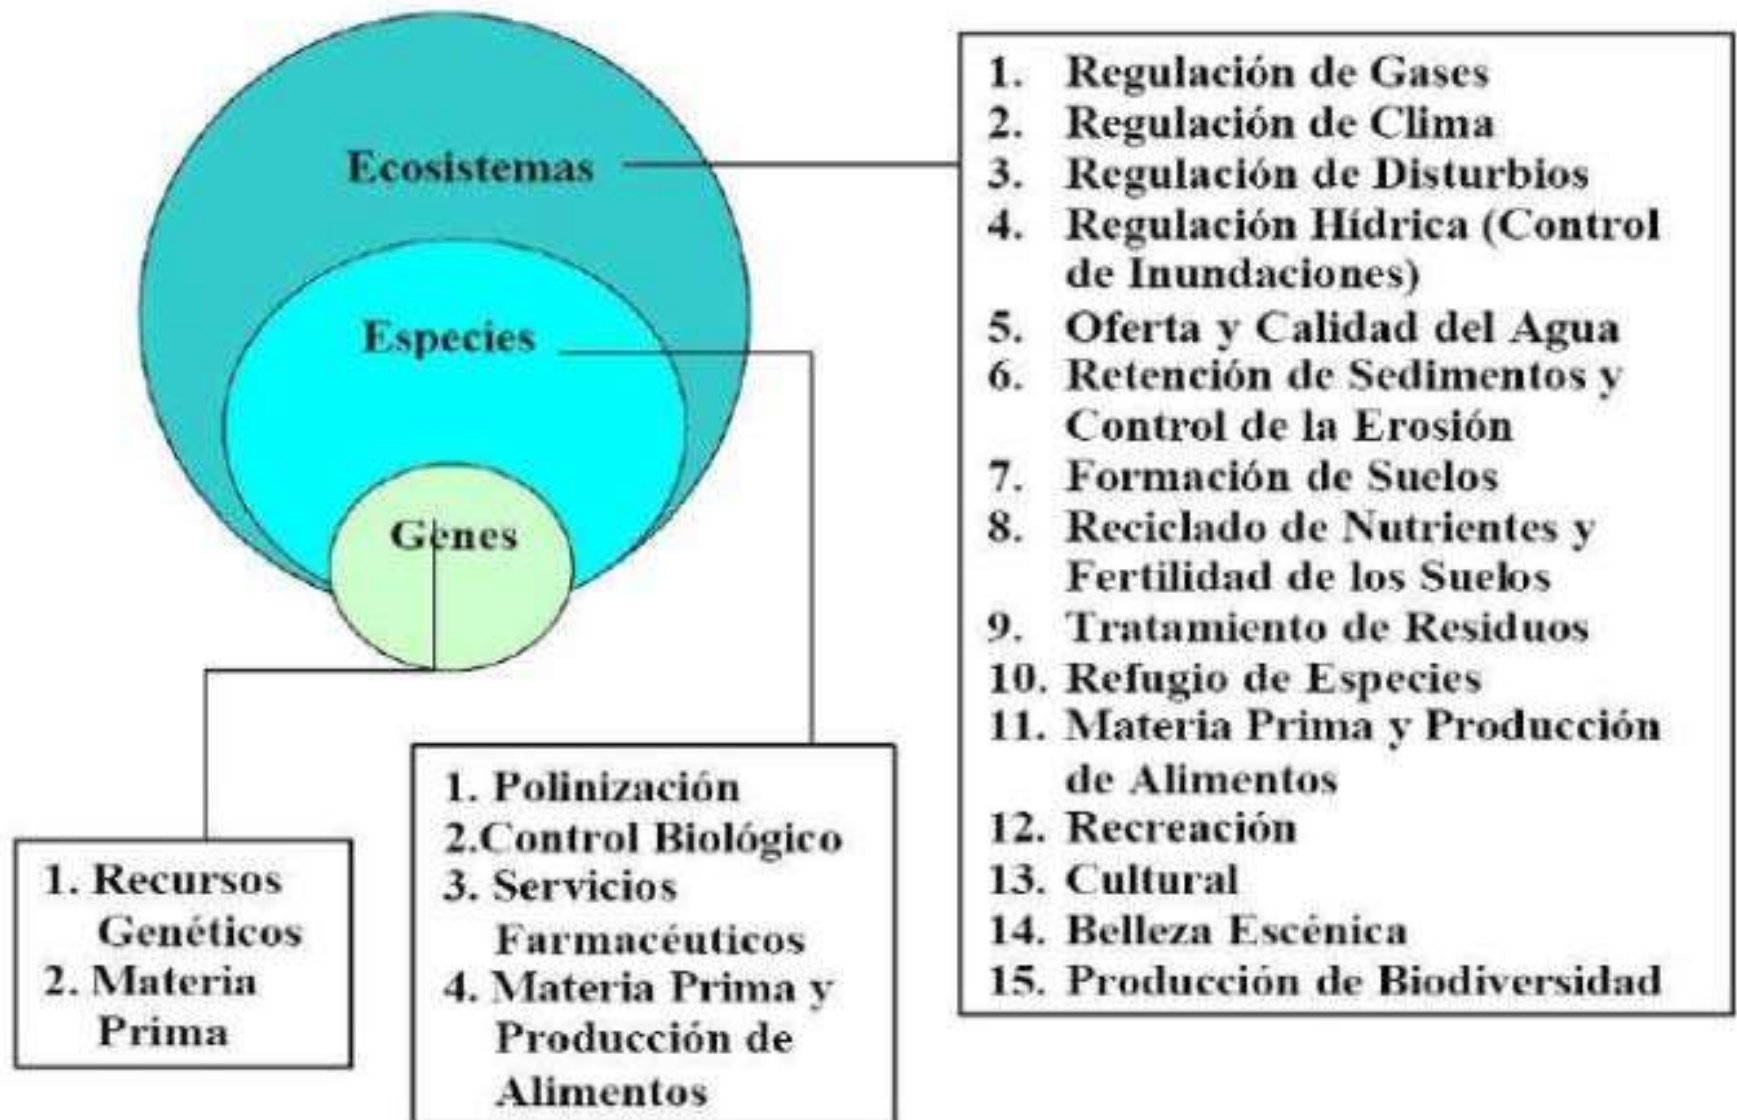 Ecosistemas
Especies
Genes
1. Regulación de Gases
2. Regulación de Clima
3. Regulación de Disturbios
4. Regulación Hídrica (Control
de Inundaciones)
5. Oferta y Calidad del Agua
6. Retención de Sedimentos y
Control de la Erosión
7. Formación de Suelos
8. Reciclado de Nutrientes y
Fertilidad de los Suelos
9. Tratamiento de Residuos
10. Refugio de Especies
11. Materia Prima y Producción
de Alimentos
12. Recreación
13. Cultural
14. Belleza Escénica
15. Producción de Biodiversidad
1. Polinización
2.Control Biológico
3. Servicios
Farmacéuticos
4. Materia Prima y
Producción de
Alimentos
1. Recursos
Genéticos
2. Materia
Prima